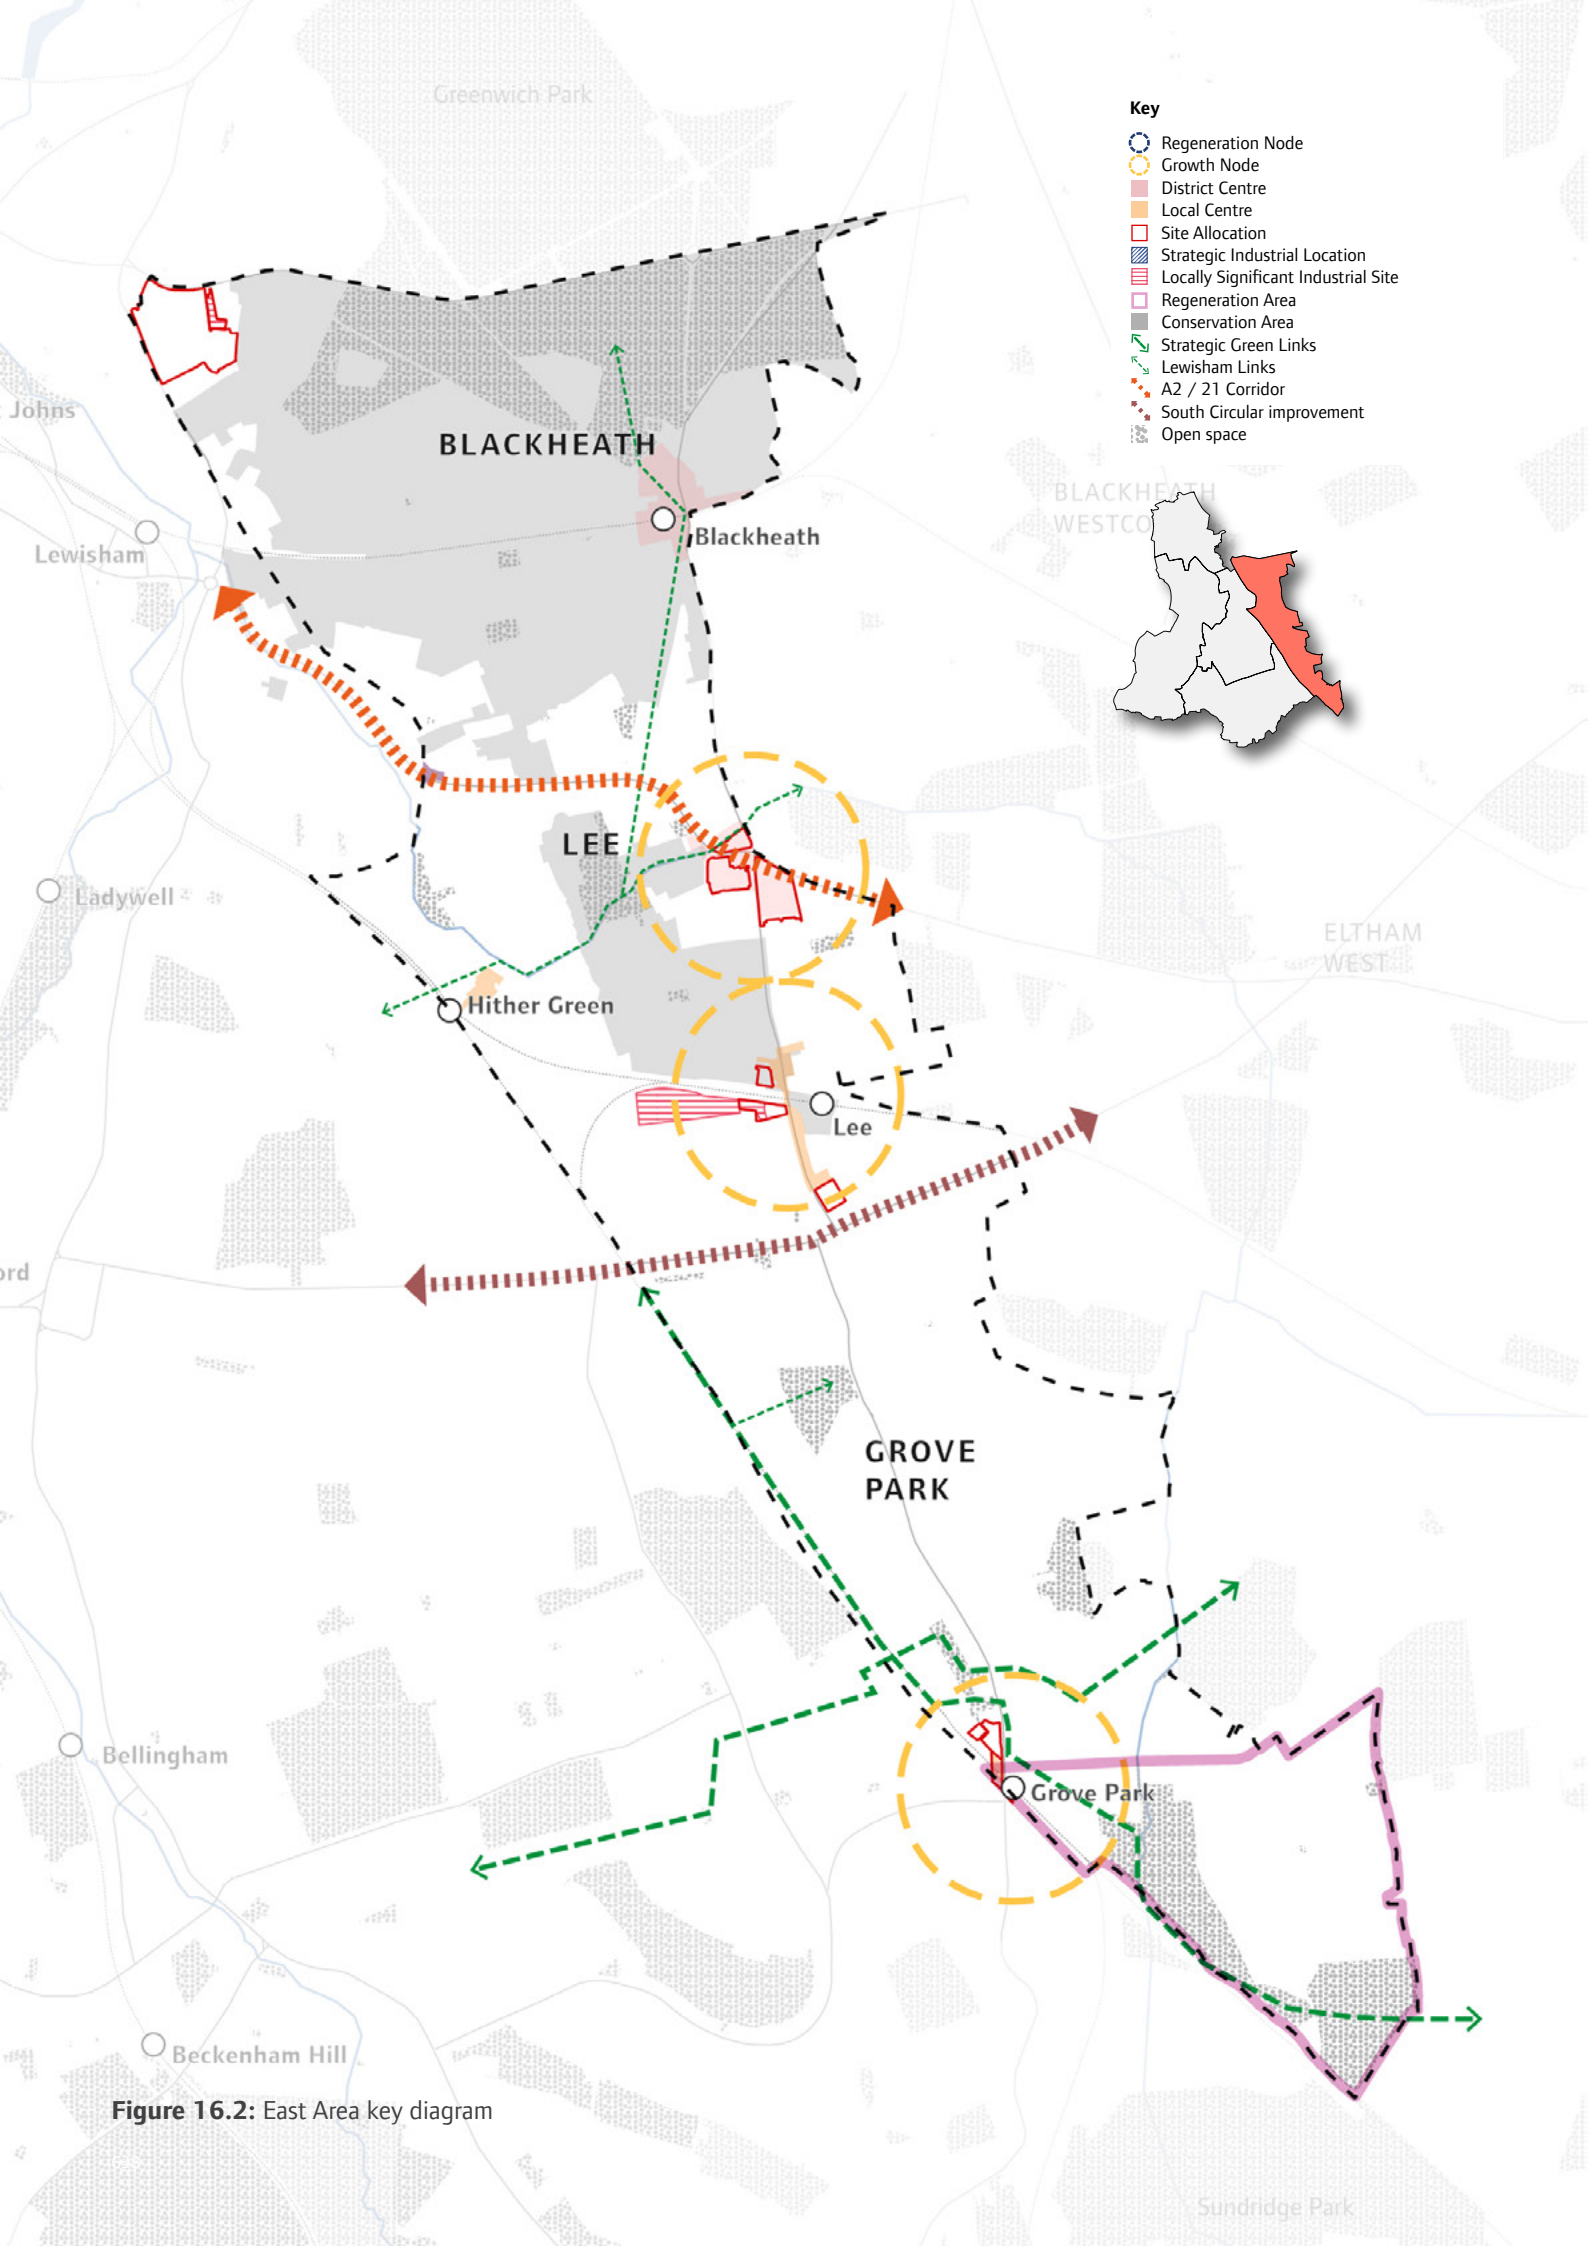 Greenwich Park
Key
Regeneration Node
Growth Node
District Centre
Local Centre
Site Allocation
Strategic Industrial Location
Locally Significant Industrial Site
Regeneration Area
Conservation Area
Strategic Green Links
Lewisham Links
A2 / 21 Corridor
South Circular improvement
Open space
Johns
BLACKHEATH
BLACKHEATH
WESTCO
Blackheath
Lewisham
LEE
Ladywell
ELTHAM
WEST
Hither Green
Lee
ord
GROVE
PARK
Bellingham
Grove Park
Beckenham Hill
Figure 16.2: East Area key diagram
Sundridge Park